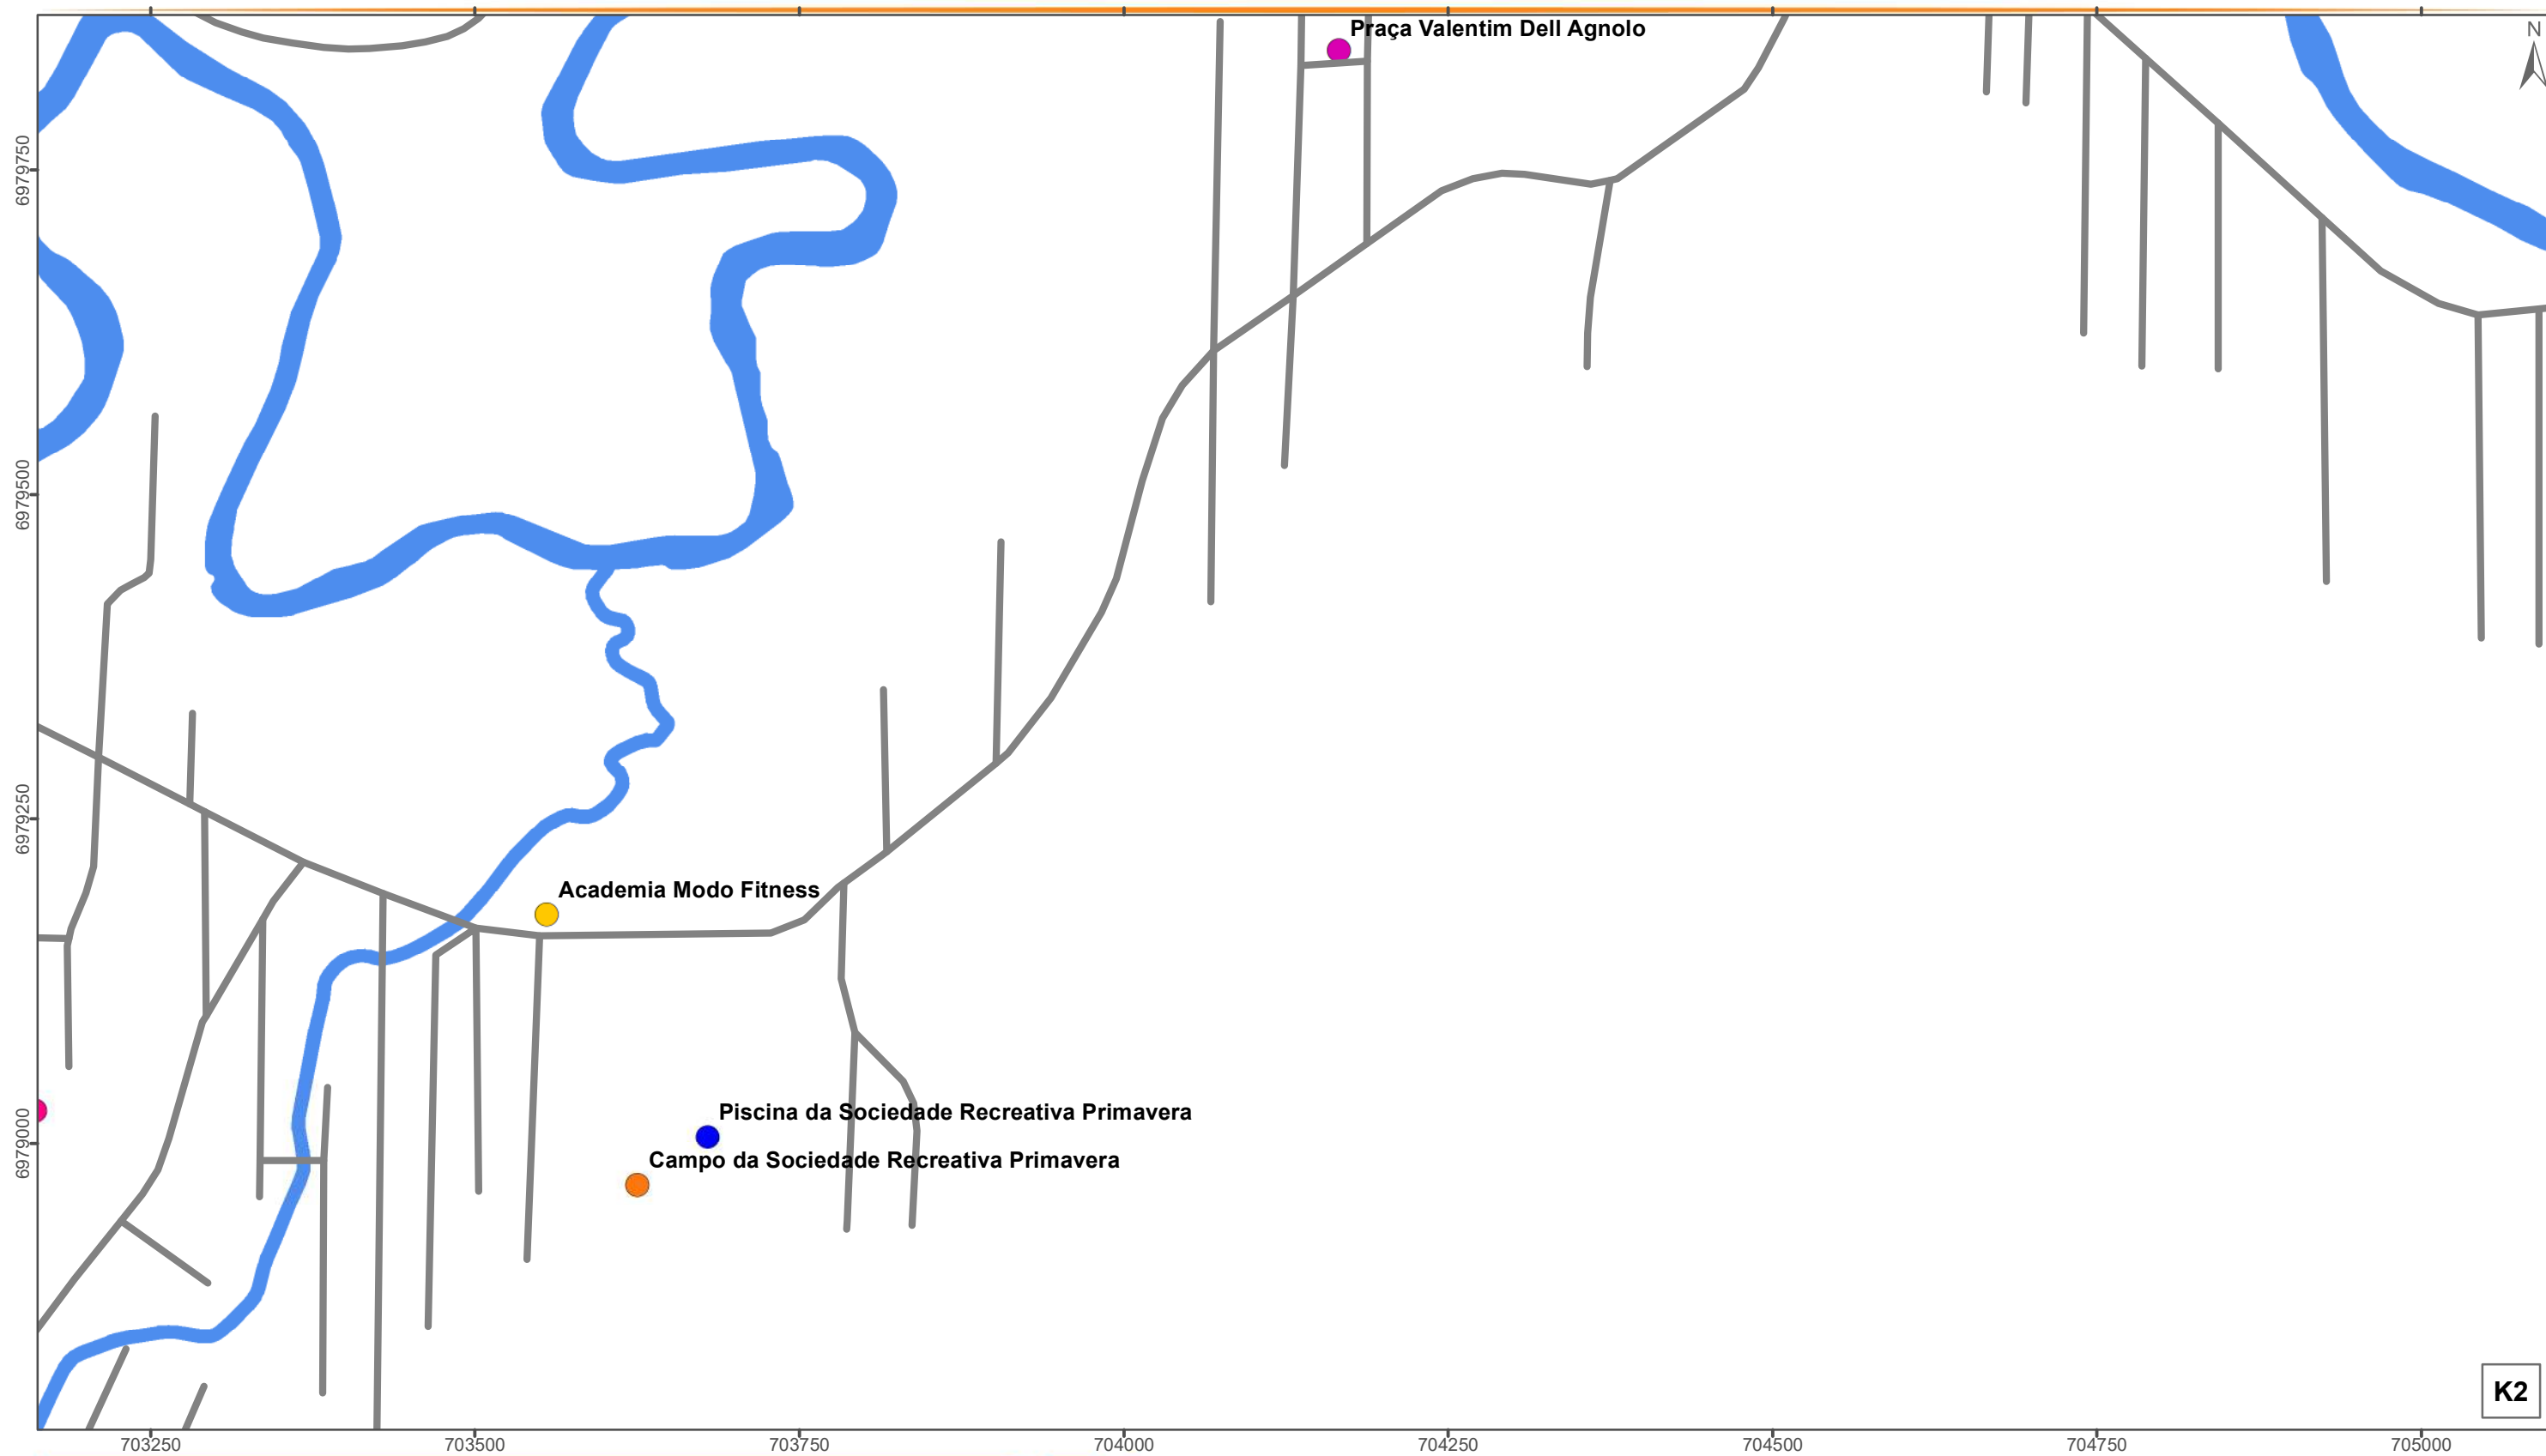 Praça Valentim Dell Agnolo
N
6979750
6979500
6979250
Academia Modo Fitness
Piscina da Sociedade Recreativa Primavera
6979000
Campo da Sociedade Recreativa Primavera
K2
703250 703500 703750 704000 704250 704500 704750 705000